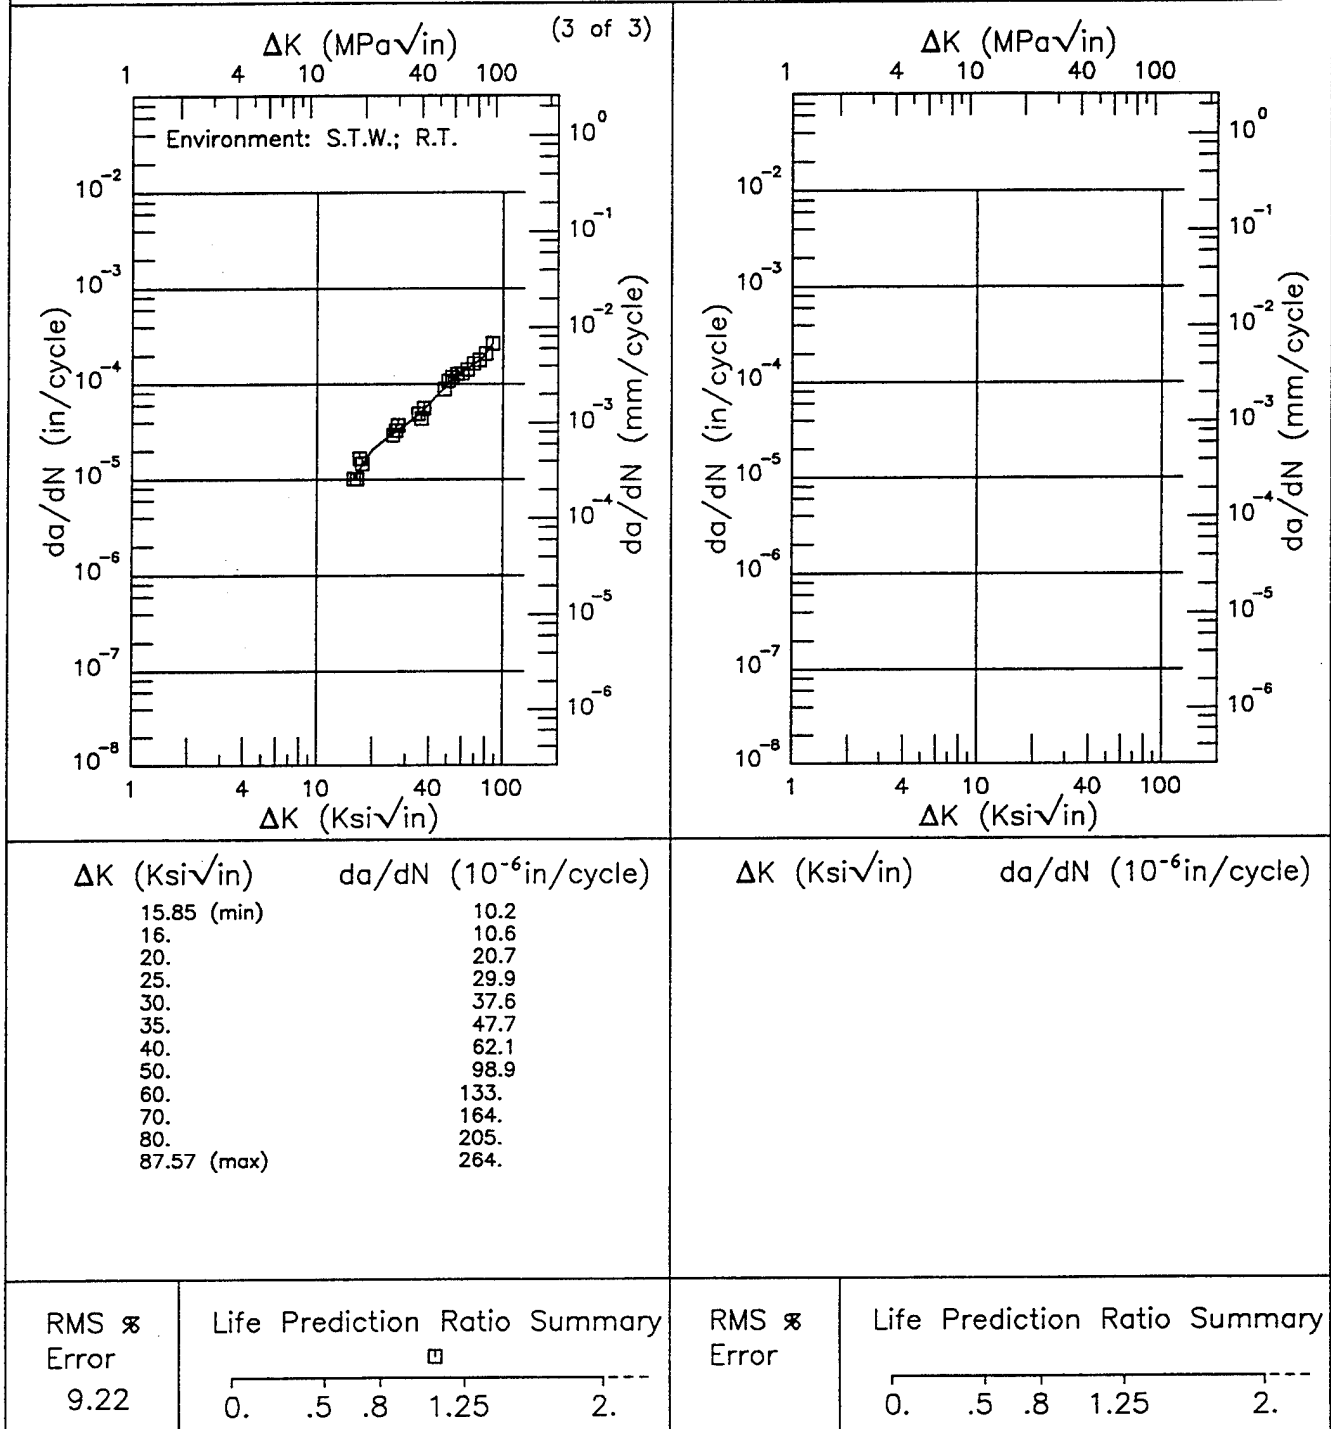 (3 of 3)
ΔK (MPa√in)
1 4 10 40 100
Environment: S.T.W.; R.T.
da/dN (in/cycle)
10⁻²
10⁻³
10⁻⁴
10⁻⁵
10⁻⁶
10⁻⁷
10⁻⁸
10⁰
10⁻¹
10⁻²
10⁻³
10⁻⁴
10⁻⁵
10⁻⁶
da/dN (mm/cycle)
1 4 10 40 100
ΔK (Ksi√in)
ΔK (MPa√in)
1 4 10 40 100
da/dN (in/cycle)
10⁻²
10⁻³
10⁻⁴
10⁻⁵
10⁻⁶
10⁻⁷
10⁻⁸
10⁰
10⁻¹
10⁻²
10⁻³
10⁻⁴
10⁻⁵
10⁻⁶
da/dN (mm/cycle)
1 4 10 40 100
ΔK (Ksi√in)
ΔK (Ksi√in) da/dN (10⁻⁶in/cycle)
15.85 (min) 10.2
16. 10.6
20. 20.7
25. 29.9
30. 37.6
35. 47.7
40. 62.1
50. 98.9
60. 133.
70. 164.
80. 205.
87.57 (max) 264.
ΔK (Ksi√in) da/dN (10⁻⁶in/cycle)
RMS %
Error
9.22
Life Prediction Ratio Summary
0. .5 .8 1.25 2.
RMS %
Error
Life Prediction Ratio Summary
0. .5 .8 1.25 2.